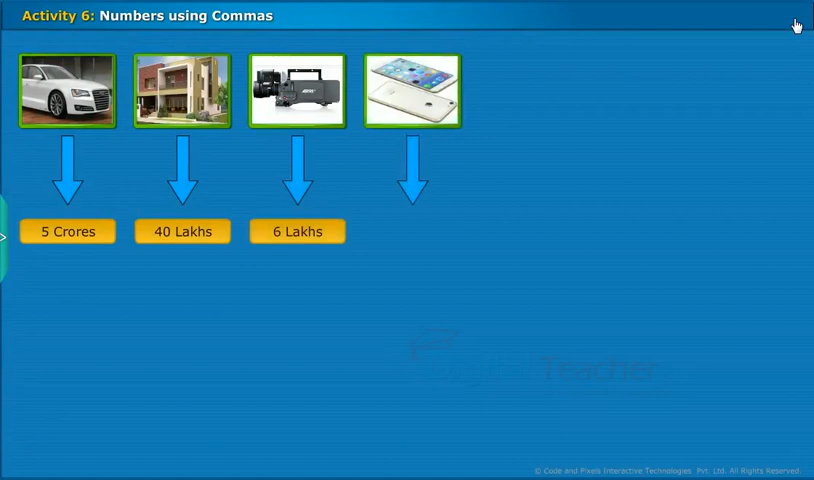 Activity 6: Numbers using Commas
5 Crores
40 Lakhs
6 Lakhs
Teacher
© Code and Pixels Interactive Technologies. Pvt. Ltd. All Rights Reserved.